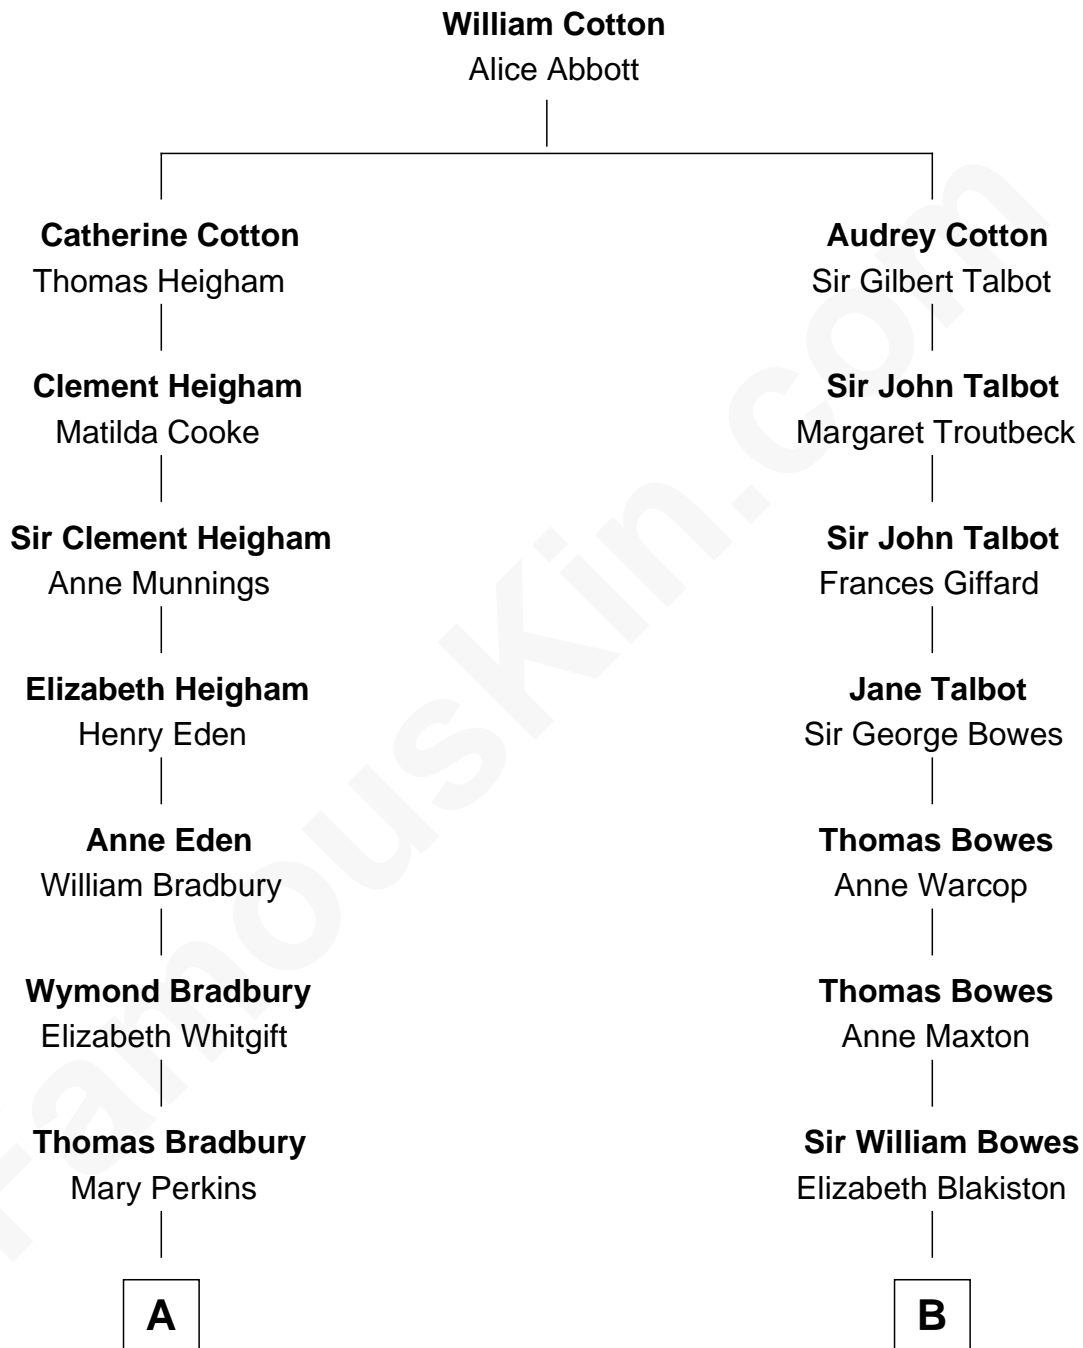 William Cotton
Alice Abbott
Catherine Cotton
Thomas Heigham
Audrey Cotton
Sir Gilbert Talbot
Clement Heigham
Matilda Cooke
Sir John Talbot
Margaret Troutbeck
Sir Clement Heigham
Anne Munnings
Sir John Talbot
Frances Giffard
Elizabeth Heigham
Henry Eden
Jane Talbot
Sir George Bowes
Anne Eden
William Bradbury
Thomas Bowes
Anne Warcop
Wymond Bradbury
Elizabeth Whitgift
Thomas Bowes
Anne Maxton
Thomas Bradbury
Mary Perkins
Sir William Bowes
Elizabeth Blakiston
A
B
FamousKin.com